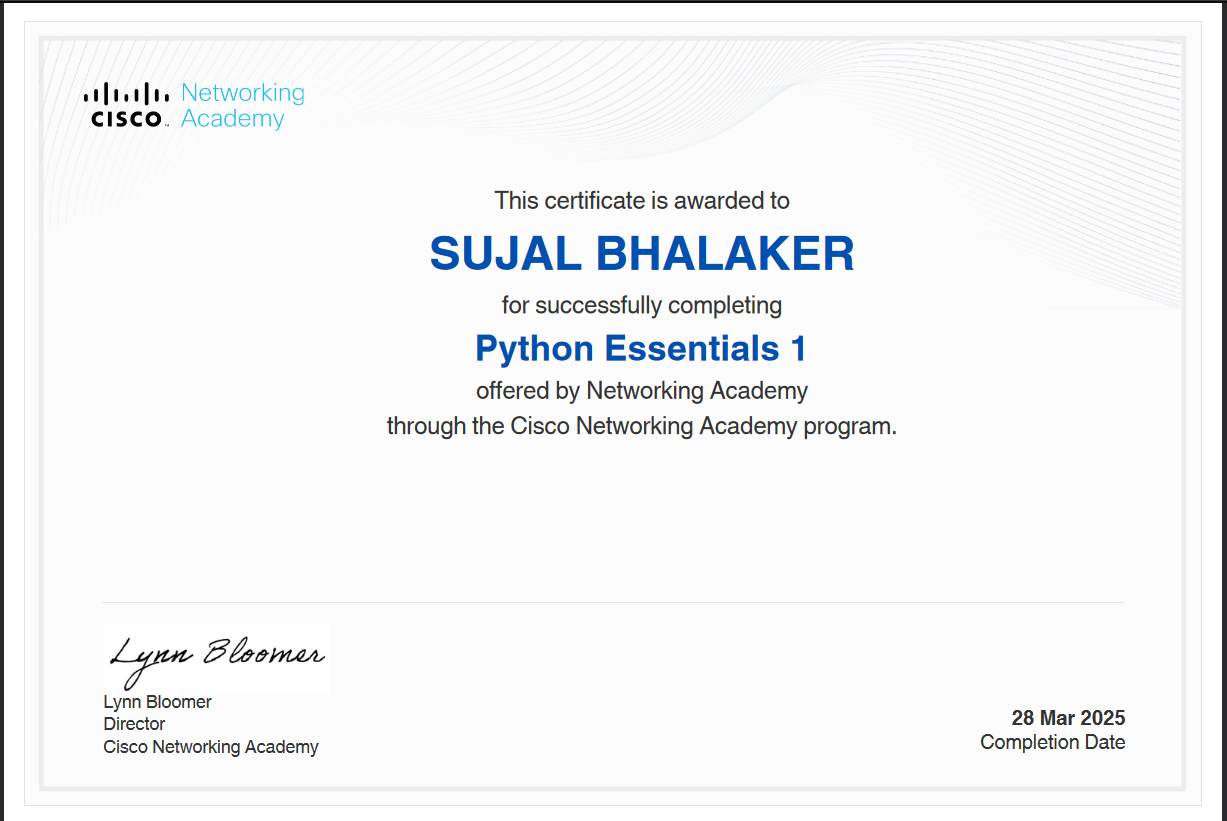 Networking
CISCO™ Academy
This certificate is awarded to
SUJAL BHALAKER
for successfully completing
Python Essentials 1
offered by Networking Academy
through the Cisco Networking Academy program.
Lynn Bloomer
Lynn Bloomer
Director
Cisco Networking Academy
28 Mar 2025
Completion Date